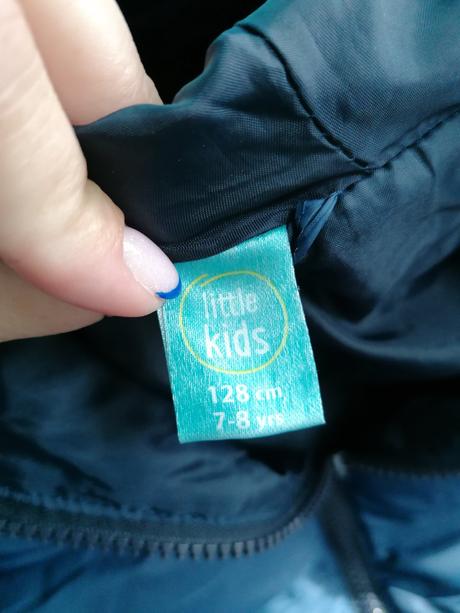 little
kids
128 cm
7-8 yrs